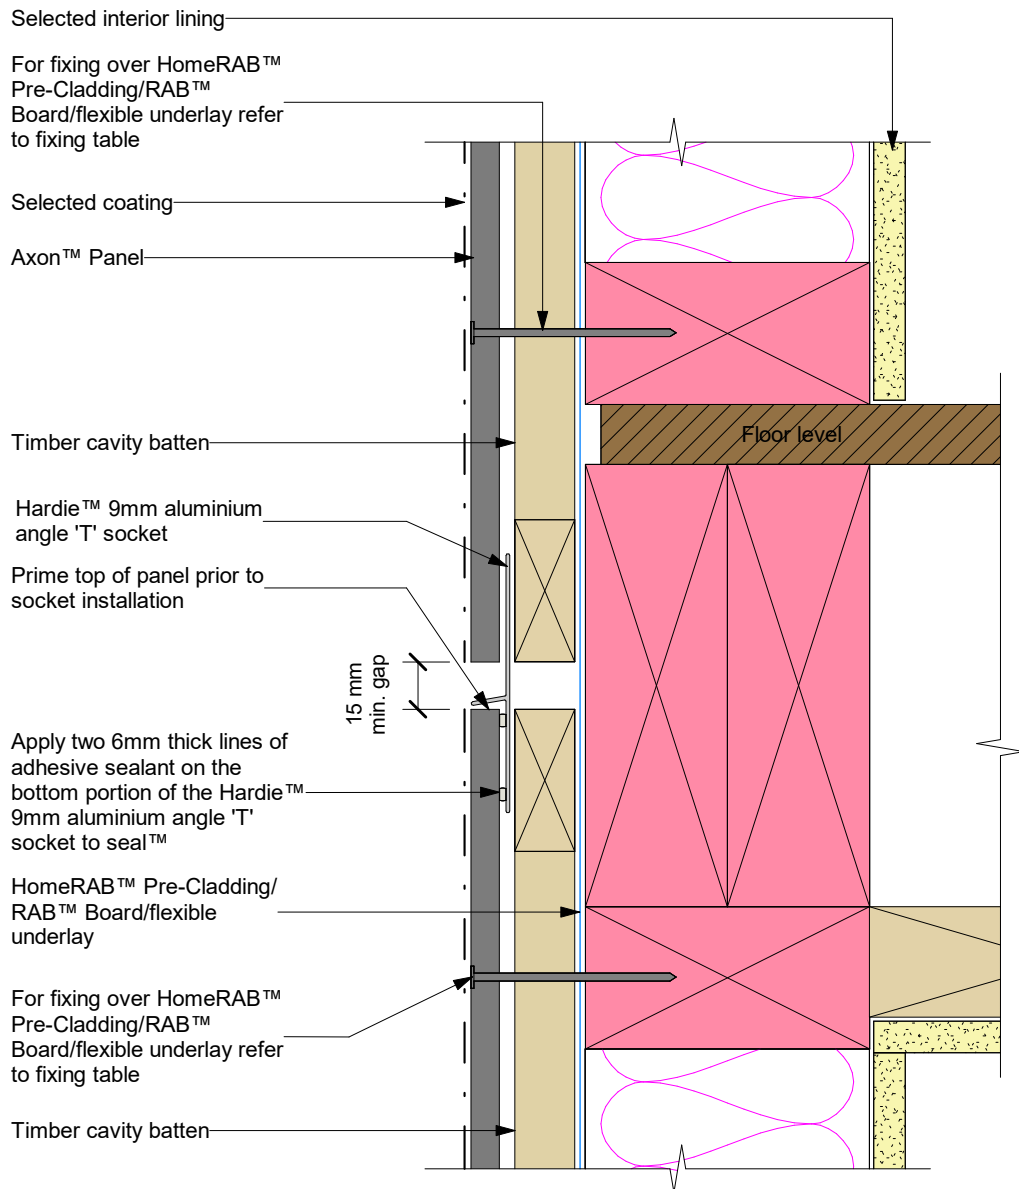 Selected interior lining
For fixing over HomeRAB™
Pre-Cladding/RAB™
Board/flexible underlay refer
to fixing table
Selected coating
Axon™ Panel
Timber cavity batten
Floor level
Hardie™ 9mm aluminium
angle 'T' socket
Prime top of panel prior to
socket installation
15 mm
min. gap
Apply two 6mm thick lines of
adhesive sealant on the
bottom portion of the Hardie™
9mm aluminium angle 'T'
socket to seal™
HomeRAB™ Pre-Cladding/
RAB™ Board/flexible
underlay
For fixing over HomeRAB™
Pre-Cladding/RAB™
Board/flexible underlay refer
to fixing table
Timber cavity batten